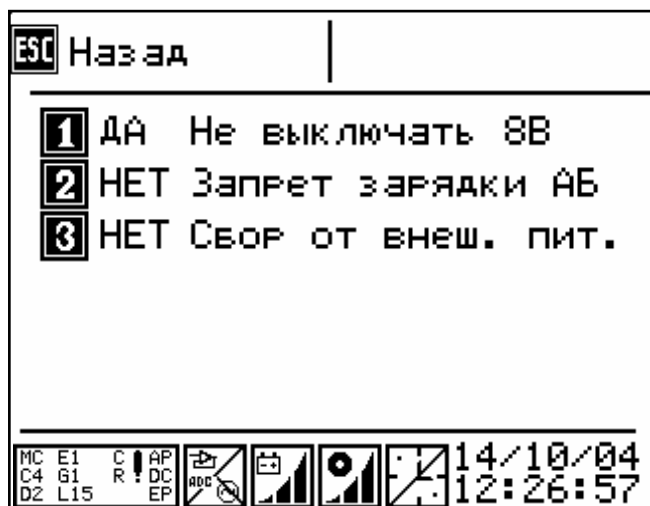 ESC Назад
1 ДА Не выключать 8В
2 НЕТ Запрет зарядки АБ
3 НЕТ Сбор от внеш. пит.
MC E1 C AP
C4 G1 R DC
D2 L15 EP
ADC
14/10/04
12:26:57